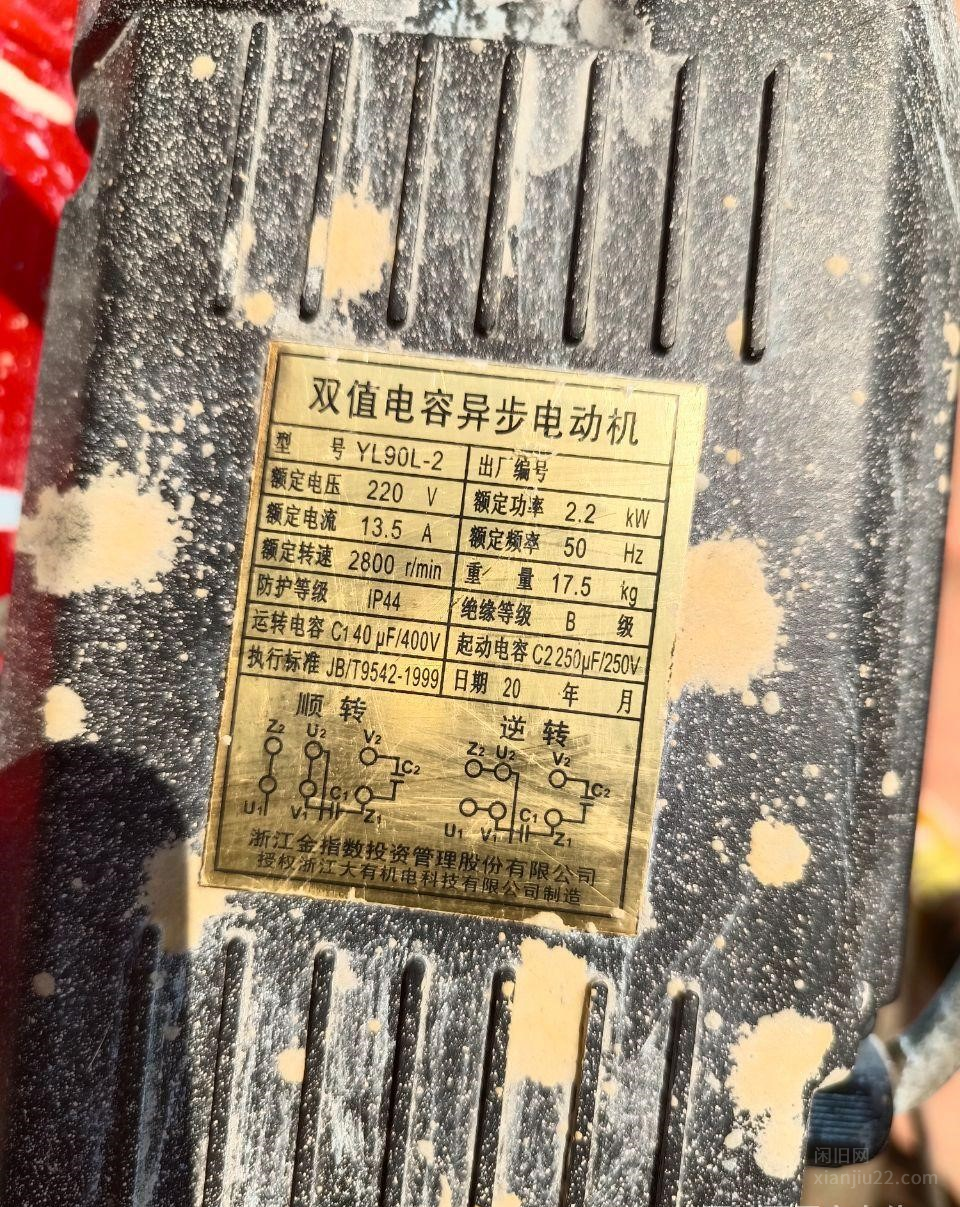 双值电容异步电动机
型 号 YL90L-2 出厂编号
额定电压 220 V 额定功率 2.2 kW
额定电流 13.5 A 额定频率 50 Hz
额定转速 2800 r/min 重 量 17.5 kg
防护等级 IP44 绝缘等级 B 级
运转电容 C1 40 μF/400V 起动电容 C2 250μF/250V
执行标准 JB/T9542-1999 日期 20 年 月
顺 转 逆 转
Z2 U2 V2 Z2 U2 V2
C2 C2
C1 C1
U1 V1 Z1 U1 V1 Z1
浙江金指数投资管理股份有限公司
授权浙江大有机电科技有限公司制造
闲旧网
xianjiu22.com